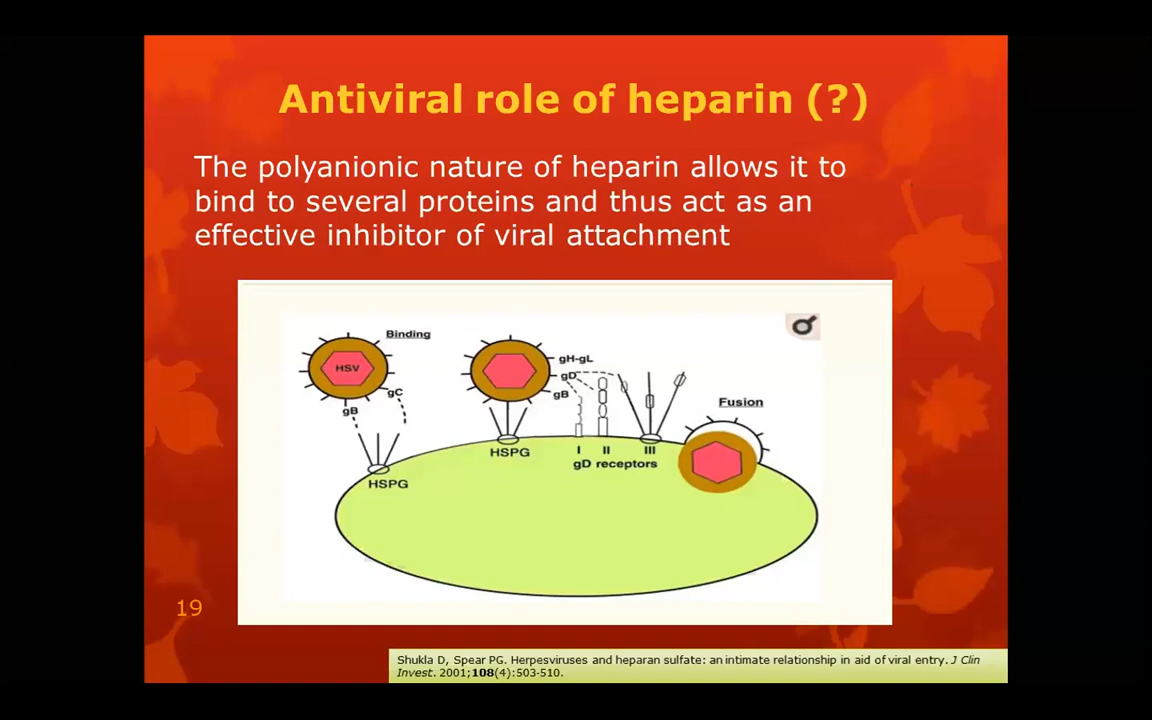 Antiviral role of heparin (?)
The polyanionic nature of heparin allows it to
bind to several proteins and thus act as an
effective inhibitor of viral attachment
Binding
HSV
gC
gB
HSPG
gH-gL
gD
gB
HSPG
I II III
gD receptors
Fusion
19
Shukla D, Spear PG. Herpesviruses and heparan sulfate: an intimate relationship in aid of viral entry. J Clin
Invest. 2001;108(4):503-510.